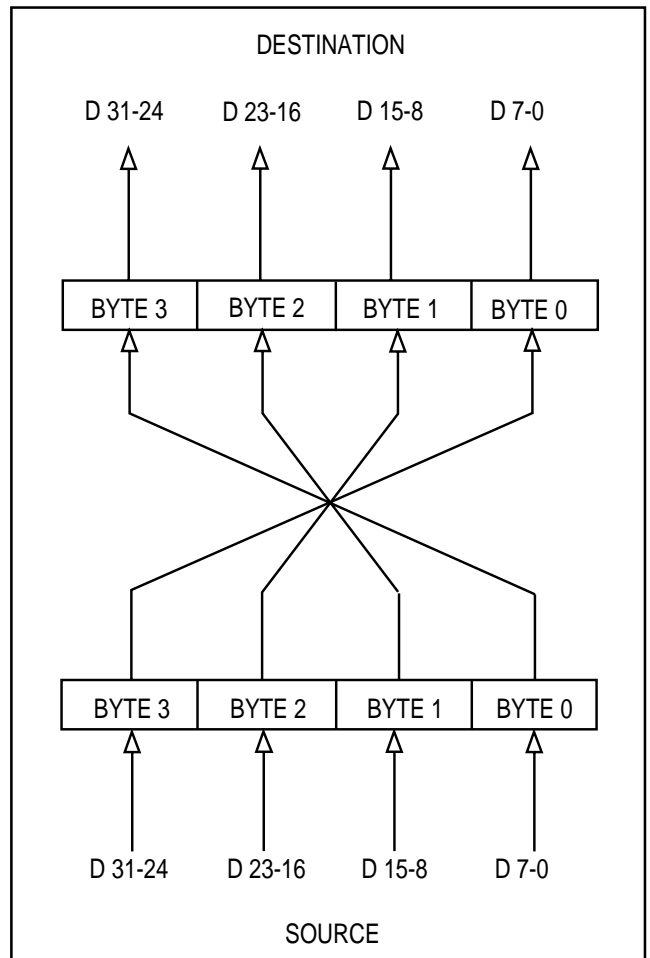 DESTINATION
D 31-24 D 23-16 D 15-8 D 7-0
BYTE 3 BYTE 2 BYTE 1 BYTE 0
BYTE 3 BYTE 2 BYTE 1 BYTE 0
D 31-24 D 23-16 D 15-8 D 7-0
SOURCE